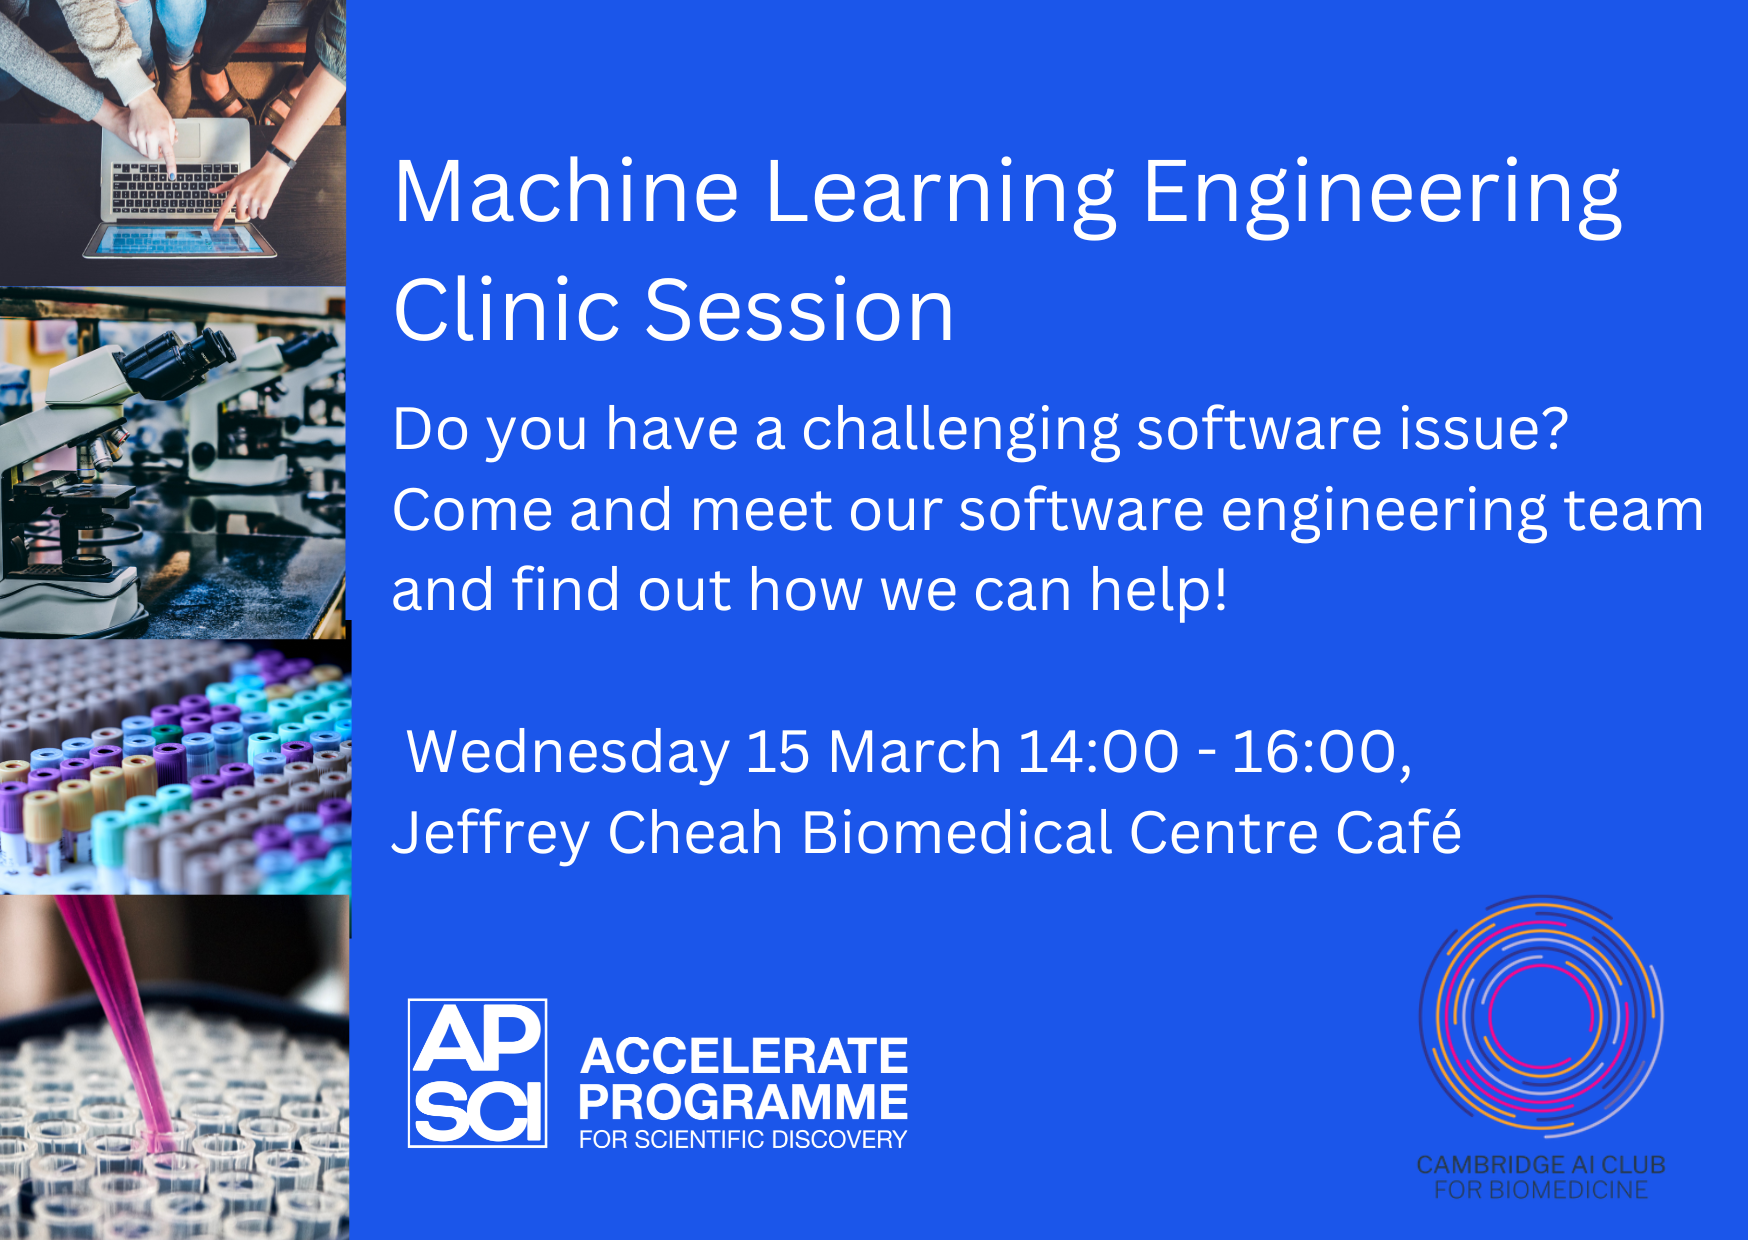 Machine Learning Engineering
Clinic Session
Do you have a challenging software issue?
Come and meet our software engineering team
and find out how we can help!
Wednesday 15 March 14:00 - 16:00,
Jeffrey Cheah Biomedical Centre Café
AP
SCI
ACCELERATE
PROGRAMME
FOR SCIENTIFIC DISCOVERY
CAMBRIDGE AI CLUB
FOR BIOMEDICINE